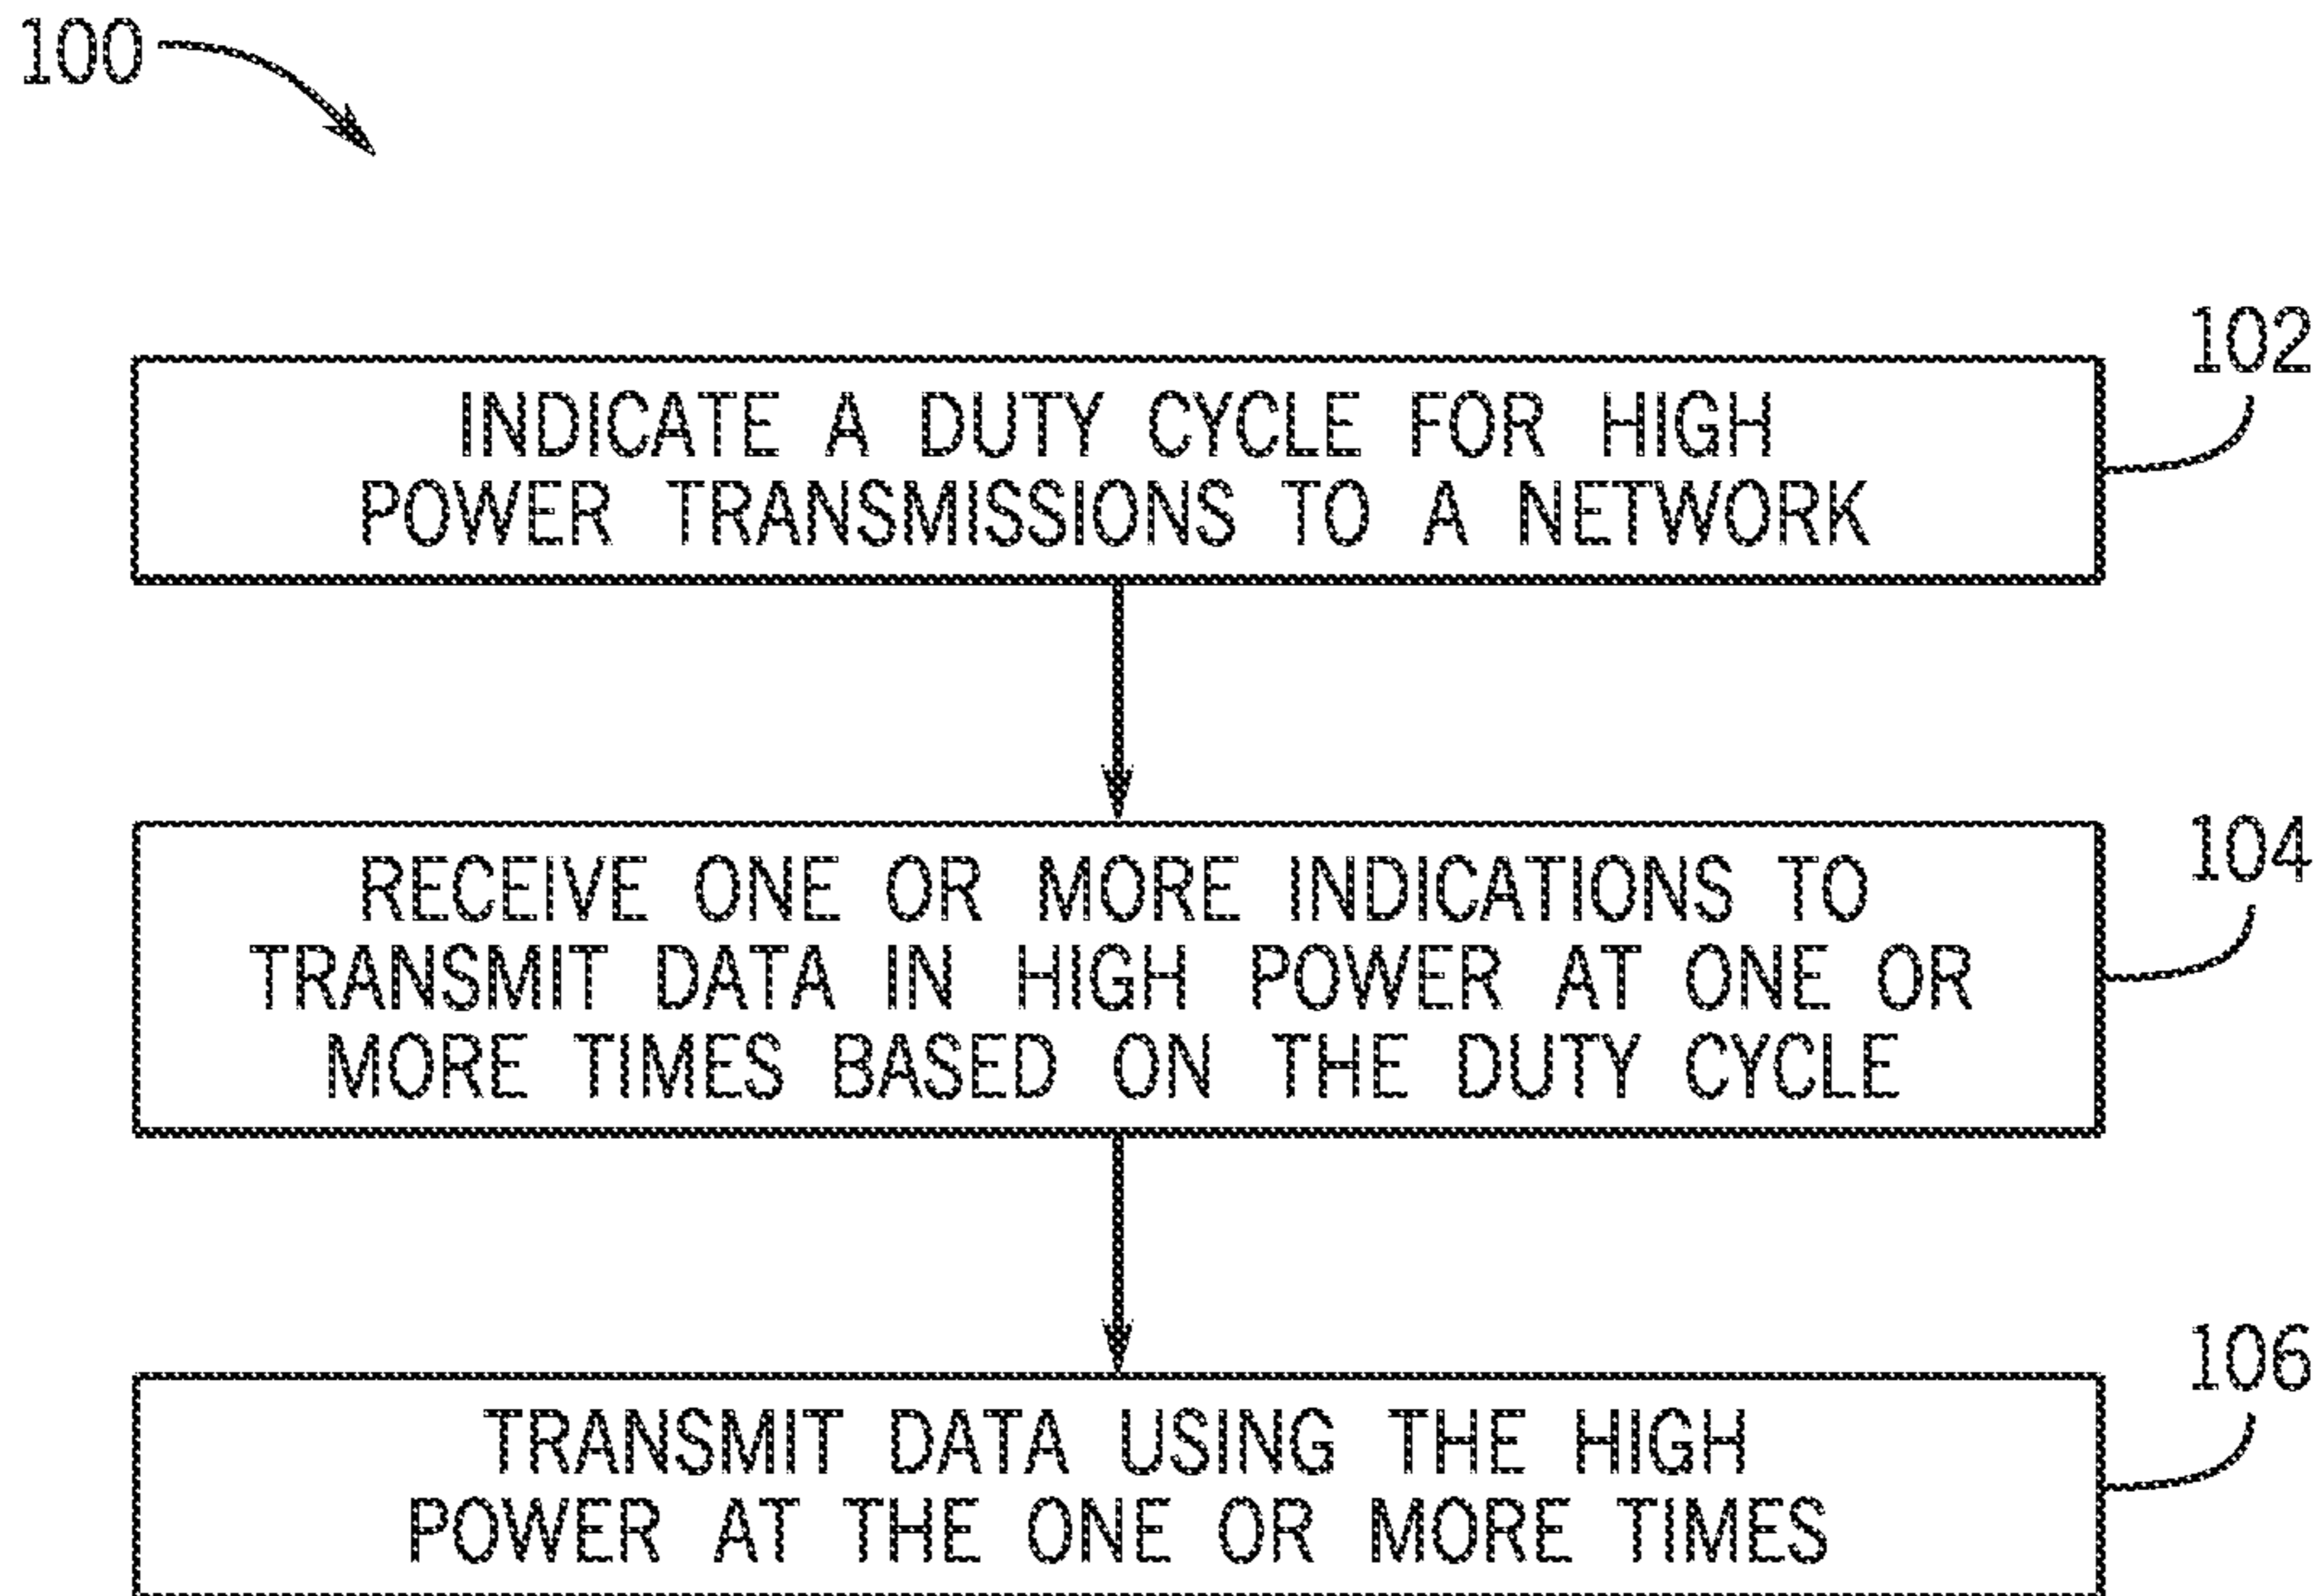 100
102
INDICATE A DUTY CYCLE FOR HIGH
POWER TRANSMISSIONS TO A NETWORK
104
RECEIVE ONE OR MORE INDICATIONS TO
TRANSMIT DATA IN HIGH POWER AT ONE OR
MORE TIMES BASED ON THE DUTY CYCLE
106
TRANSMIT DATA USING THE HIGH
POWER AT THE ONE OR MORE TIMES